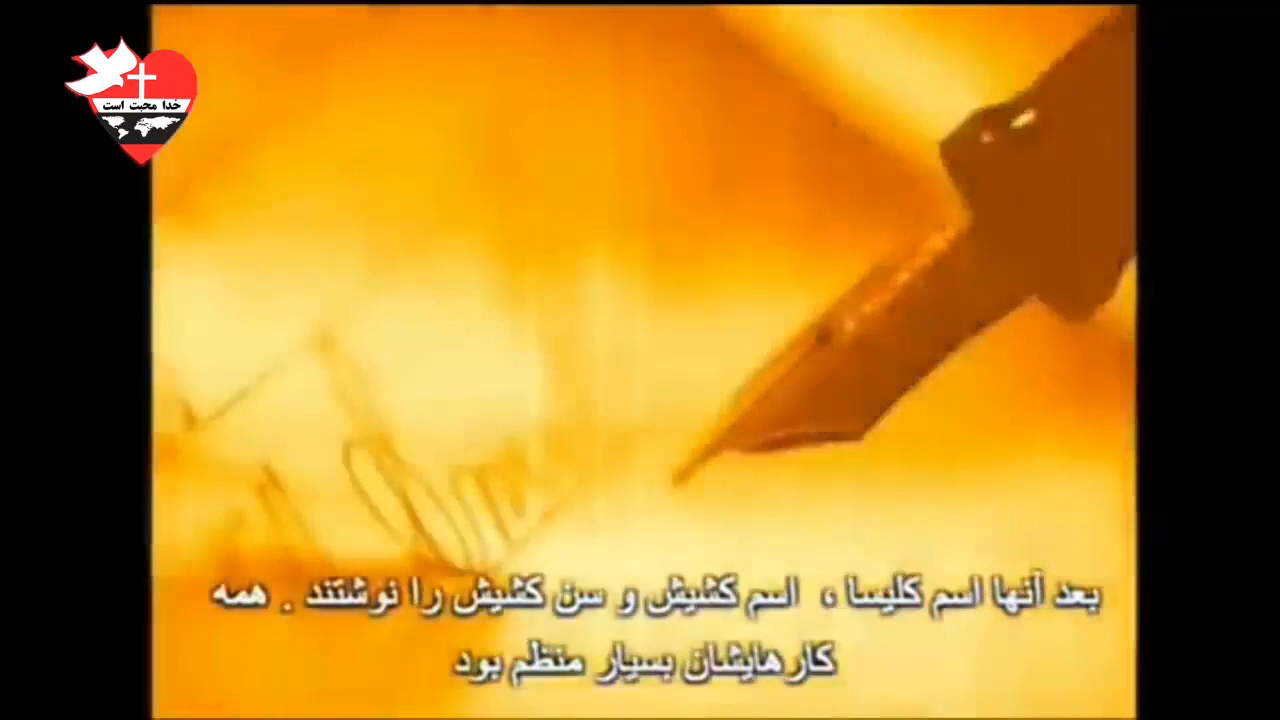 خدا محبت است
بعد آنها اسم کلیسا ، اسم کشیش و سن کشیش را نوشتند . همه
کارهایشان بسیار منظم بود